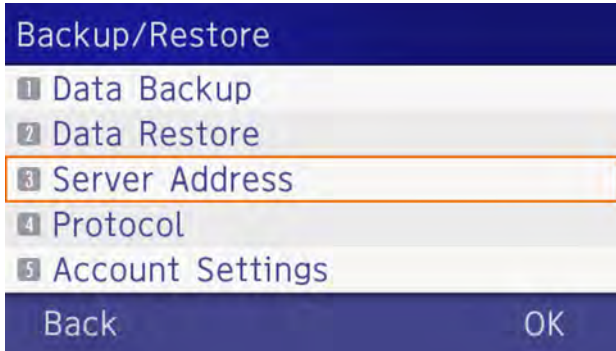 Backup/Restore
1 Data Backup
2 Data Restore
3 Server Address
4 Protocol
5 Account Settings
Back OK